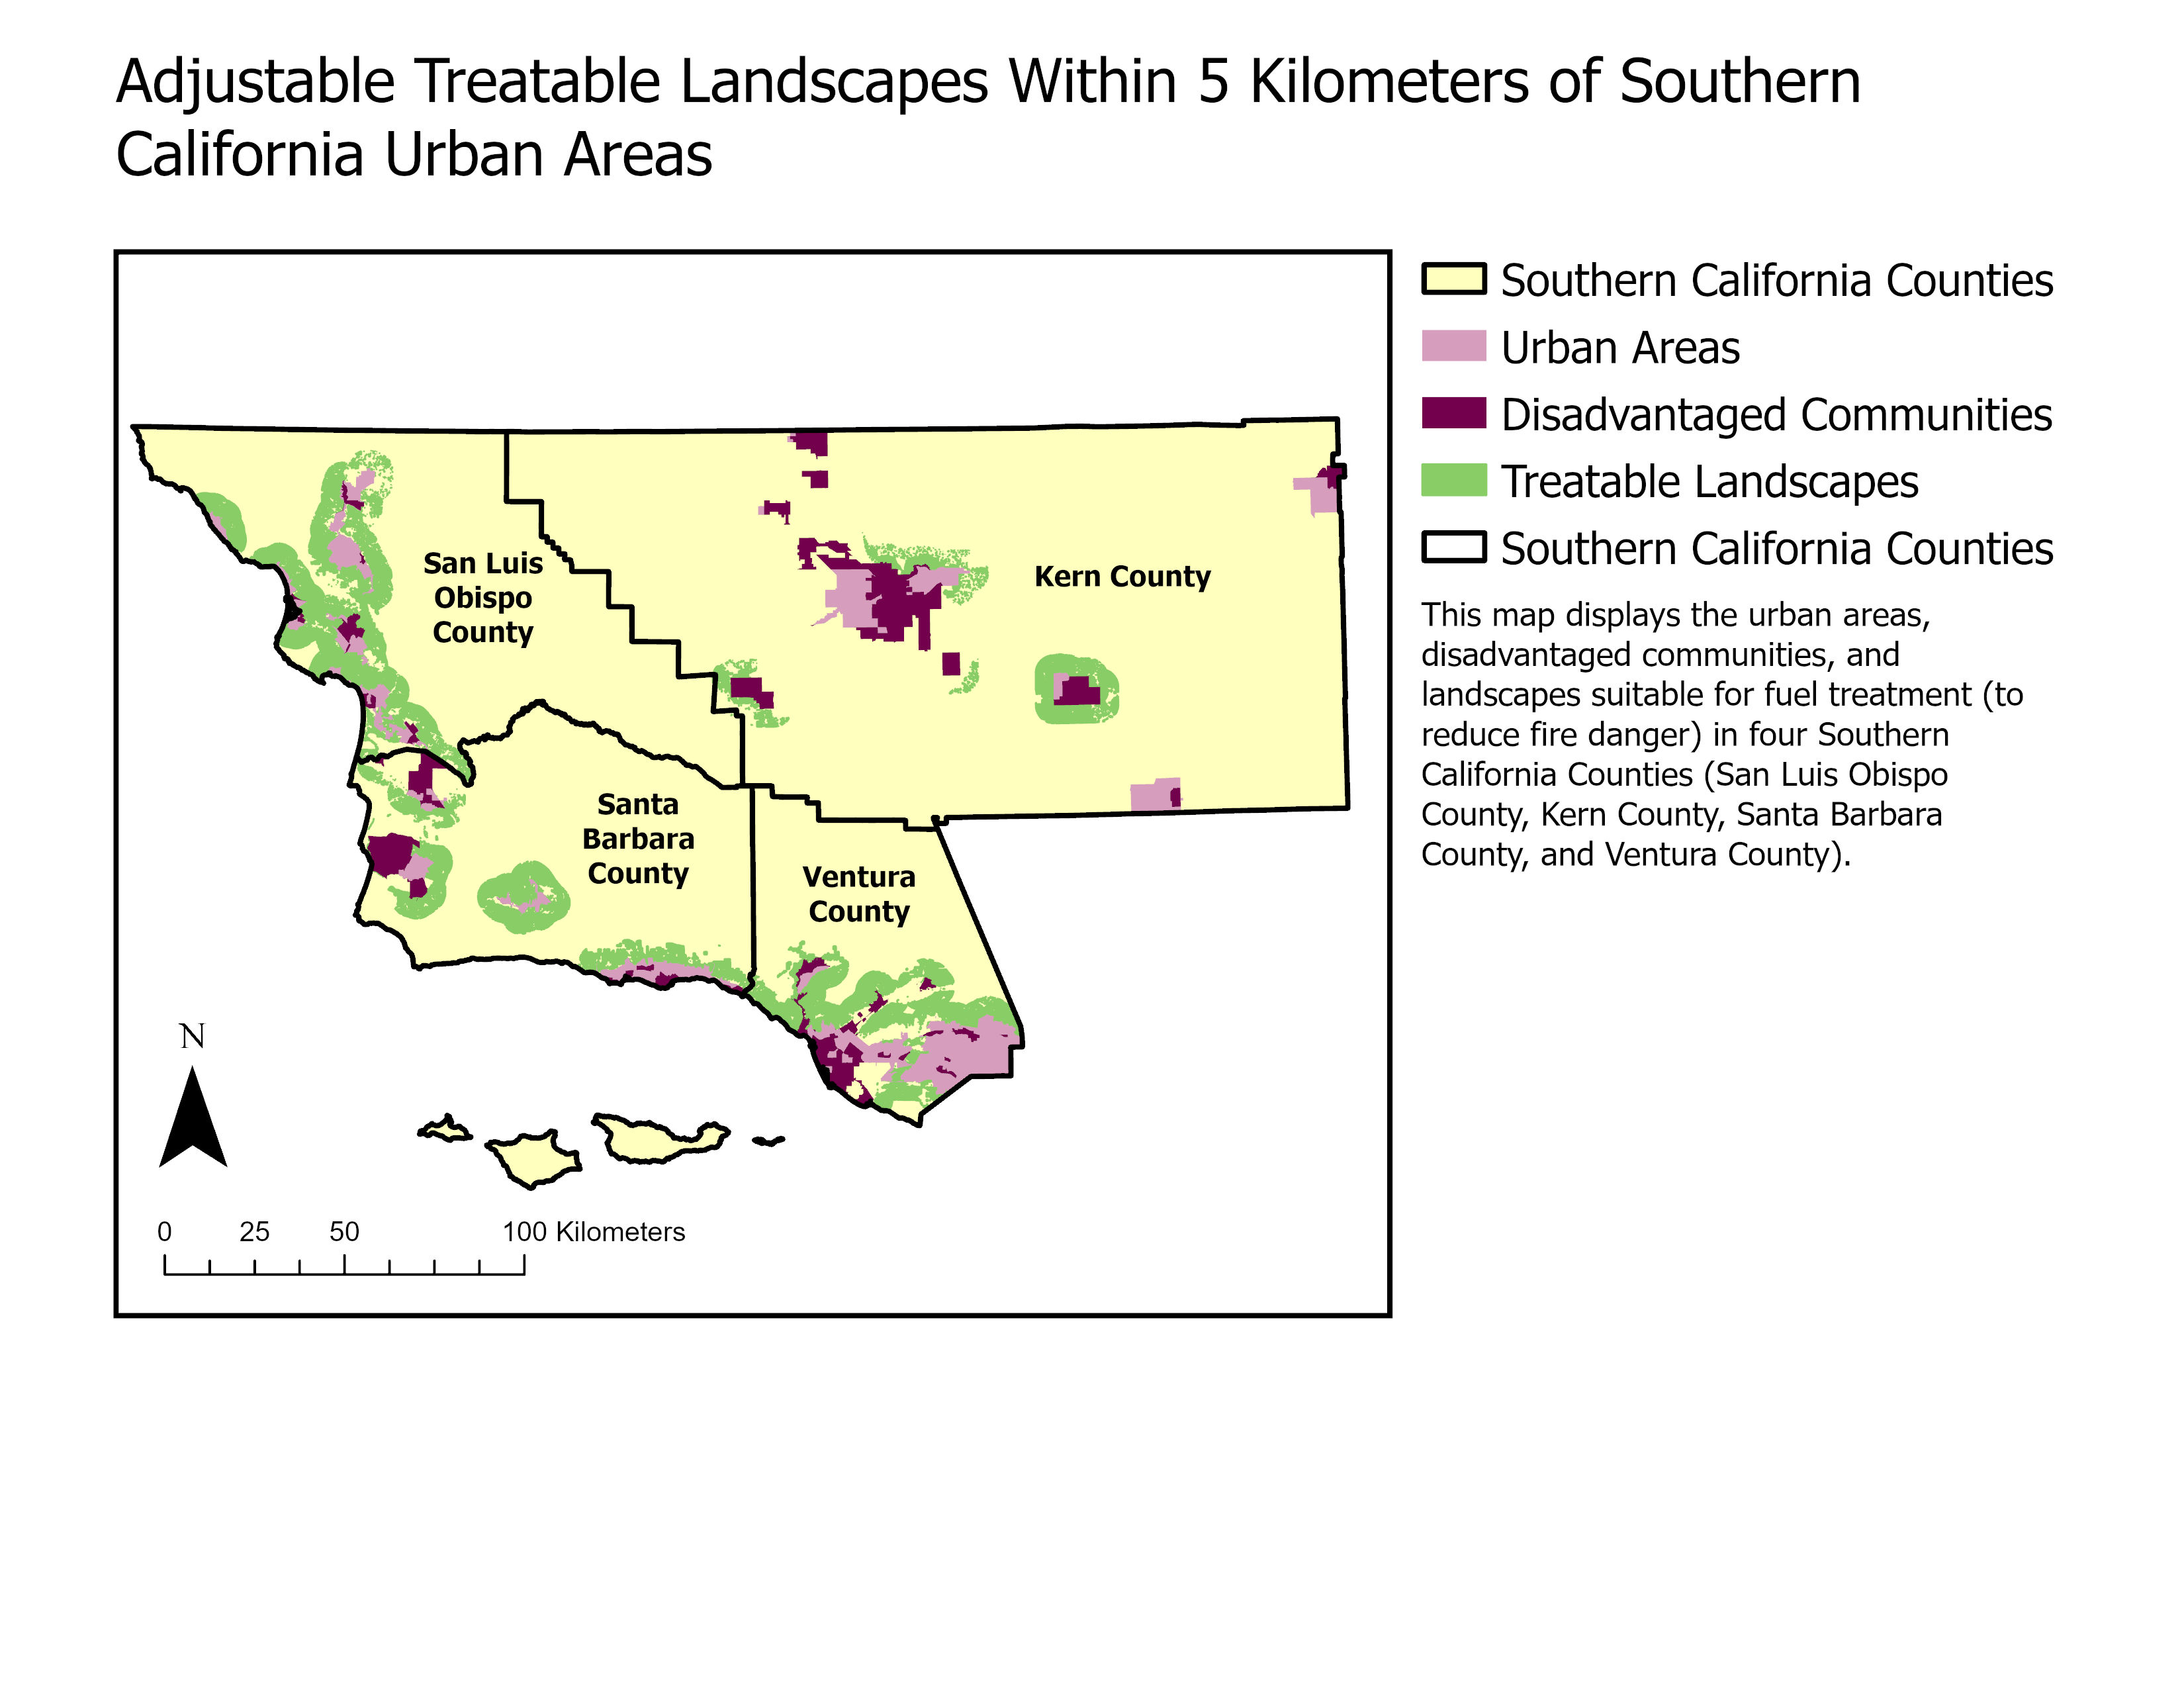 Adjustable Treatable Landscapes Within 5 Kilometers of Southern
California Urban Areas
Southern California Counties
Urban Areas
Disadvantaged Communities
Treatable Landscapes
Southern California Counties
This map displays the urban areas,
disadvantaged communities, and
landscapes suitable for fuel treatment (to
reduce fire danger) in four Southern
California Counties (San Luis Obispo
County, Kern County, Santa Barbara
County, and Ventura County).
San Luis
Obispo
County
Kern County
Santa
Barbara
County
Ventura
County
N
0 25 50 100 Kilometers